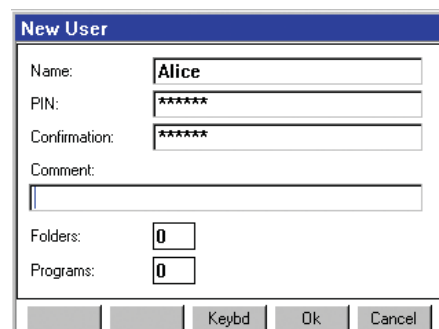 New User
Name: Alice
PIN: ******
Confirmation: ******
Comment:
Folders: 0
Programs: 0
Keybd Ok Cancel